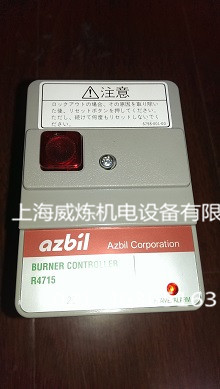 ⚠注意
ロックアウトの場合、その原因を取り除いた後、リセットボタンを押してください。ただし、続けて何度もリセットしないでください。
上海威炼机电设备有限
azbil Azbil Corporation
BURNER CONTROLLER
R4715
33